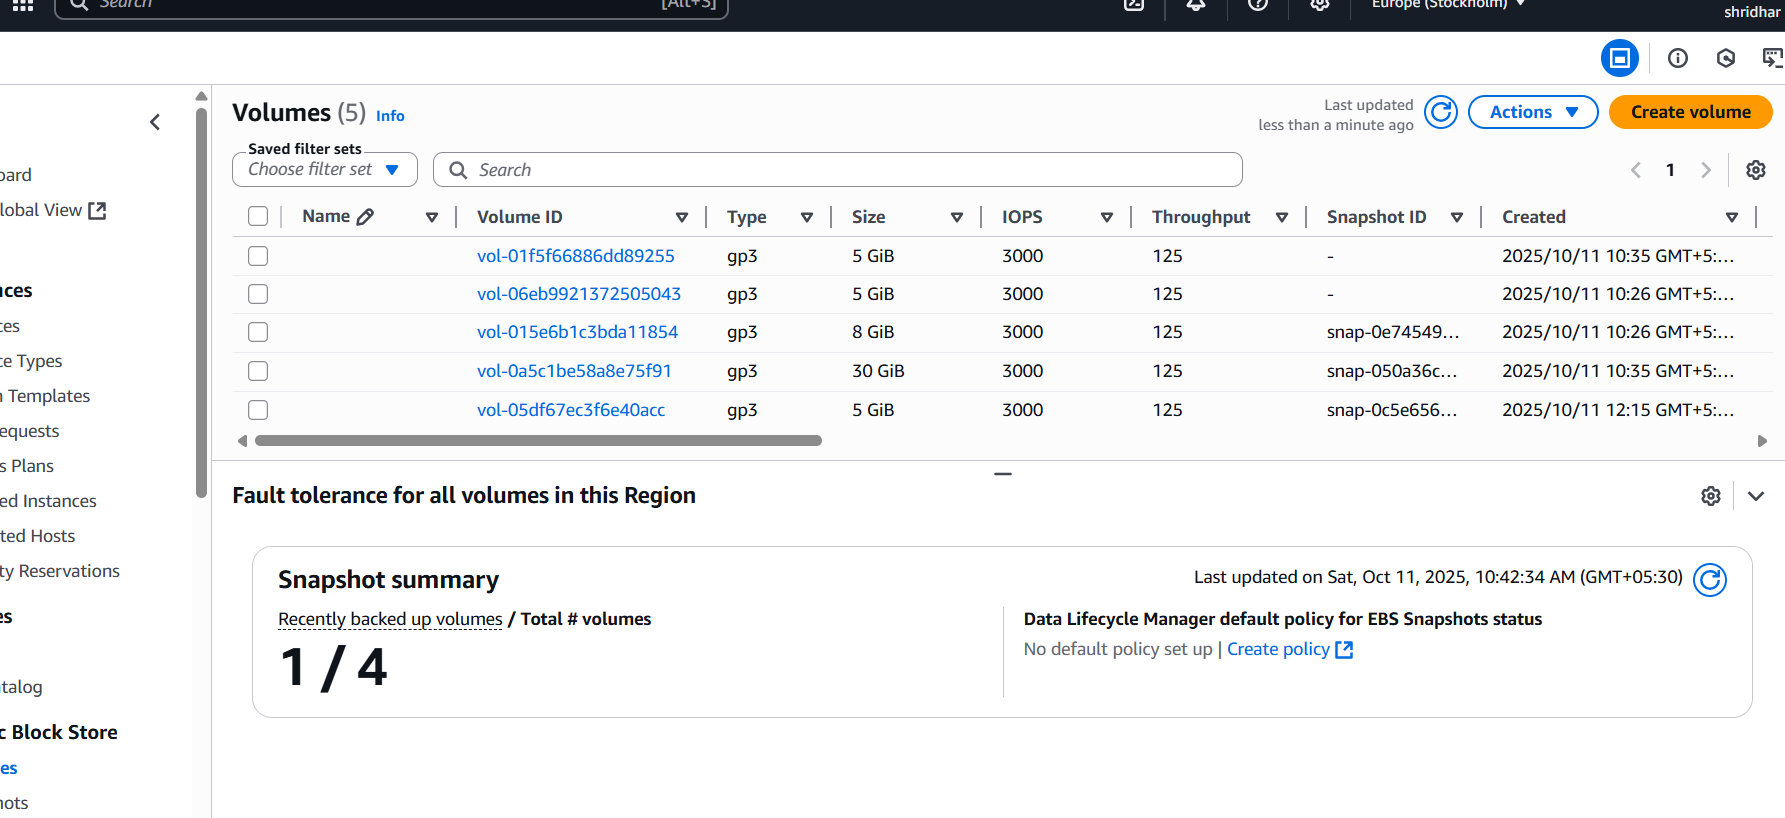 Search
[Alt+S]
Europe (Stockholm)
shridhar
oard
lobal View
nces
ces
ce Types
n Templates
equests
s Plans
ed Instances
ted Hosts
ty Reservations
es
atalog
c Block Store
es
hots
Volumes (5) Info
Last updated
less than a minute ago
Actions
Create volume
Saved filter sets
Choose filter set
Search
1
Name Volume ID Type Size IOPS Throughput Snapshot ID Created
vol-01f5f66886dd89255 gp3 5 GiB 3000 125 - 2025/10/11 10:35 GMT+5:...
vol-06eb9921372505043 gp3 5 GiB 3000 125 - 2025/10/11 10:26 GMT+5:...
vol-015e6b1c3bda11854 gp3 8 GiB 3000 125 snap-0e74549... 2025/10/11 10:26 GMT+5:...
vol-0a5c1be58a8e75f91 gp3 30 GiB 3000 125 snap-050a36c... 2025/10/11 10:35 GMT+5:...
vol-05df67ec3f6e40acc gp3 5 GiB 3000 125 snap-0c5e656... 2025/10/11 12:15 GMT+5:...
Fault tolerance for all volumes in this Region
Snapshot summary
Last updated on Sat, Oct 11, 2025, 10:42:34 AM (GMT+05:30)
Recently backed up volumes / Total # volumes
1 / 4
Data Lifecycle Manager default policy for EBS Snapshots status
No default policy set up | Create policy